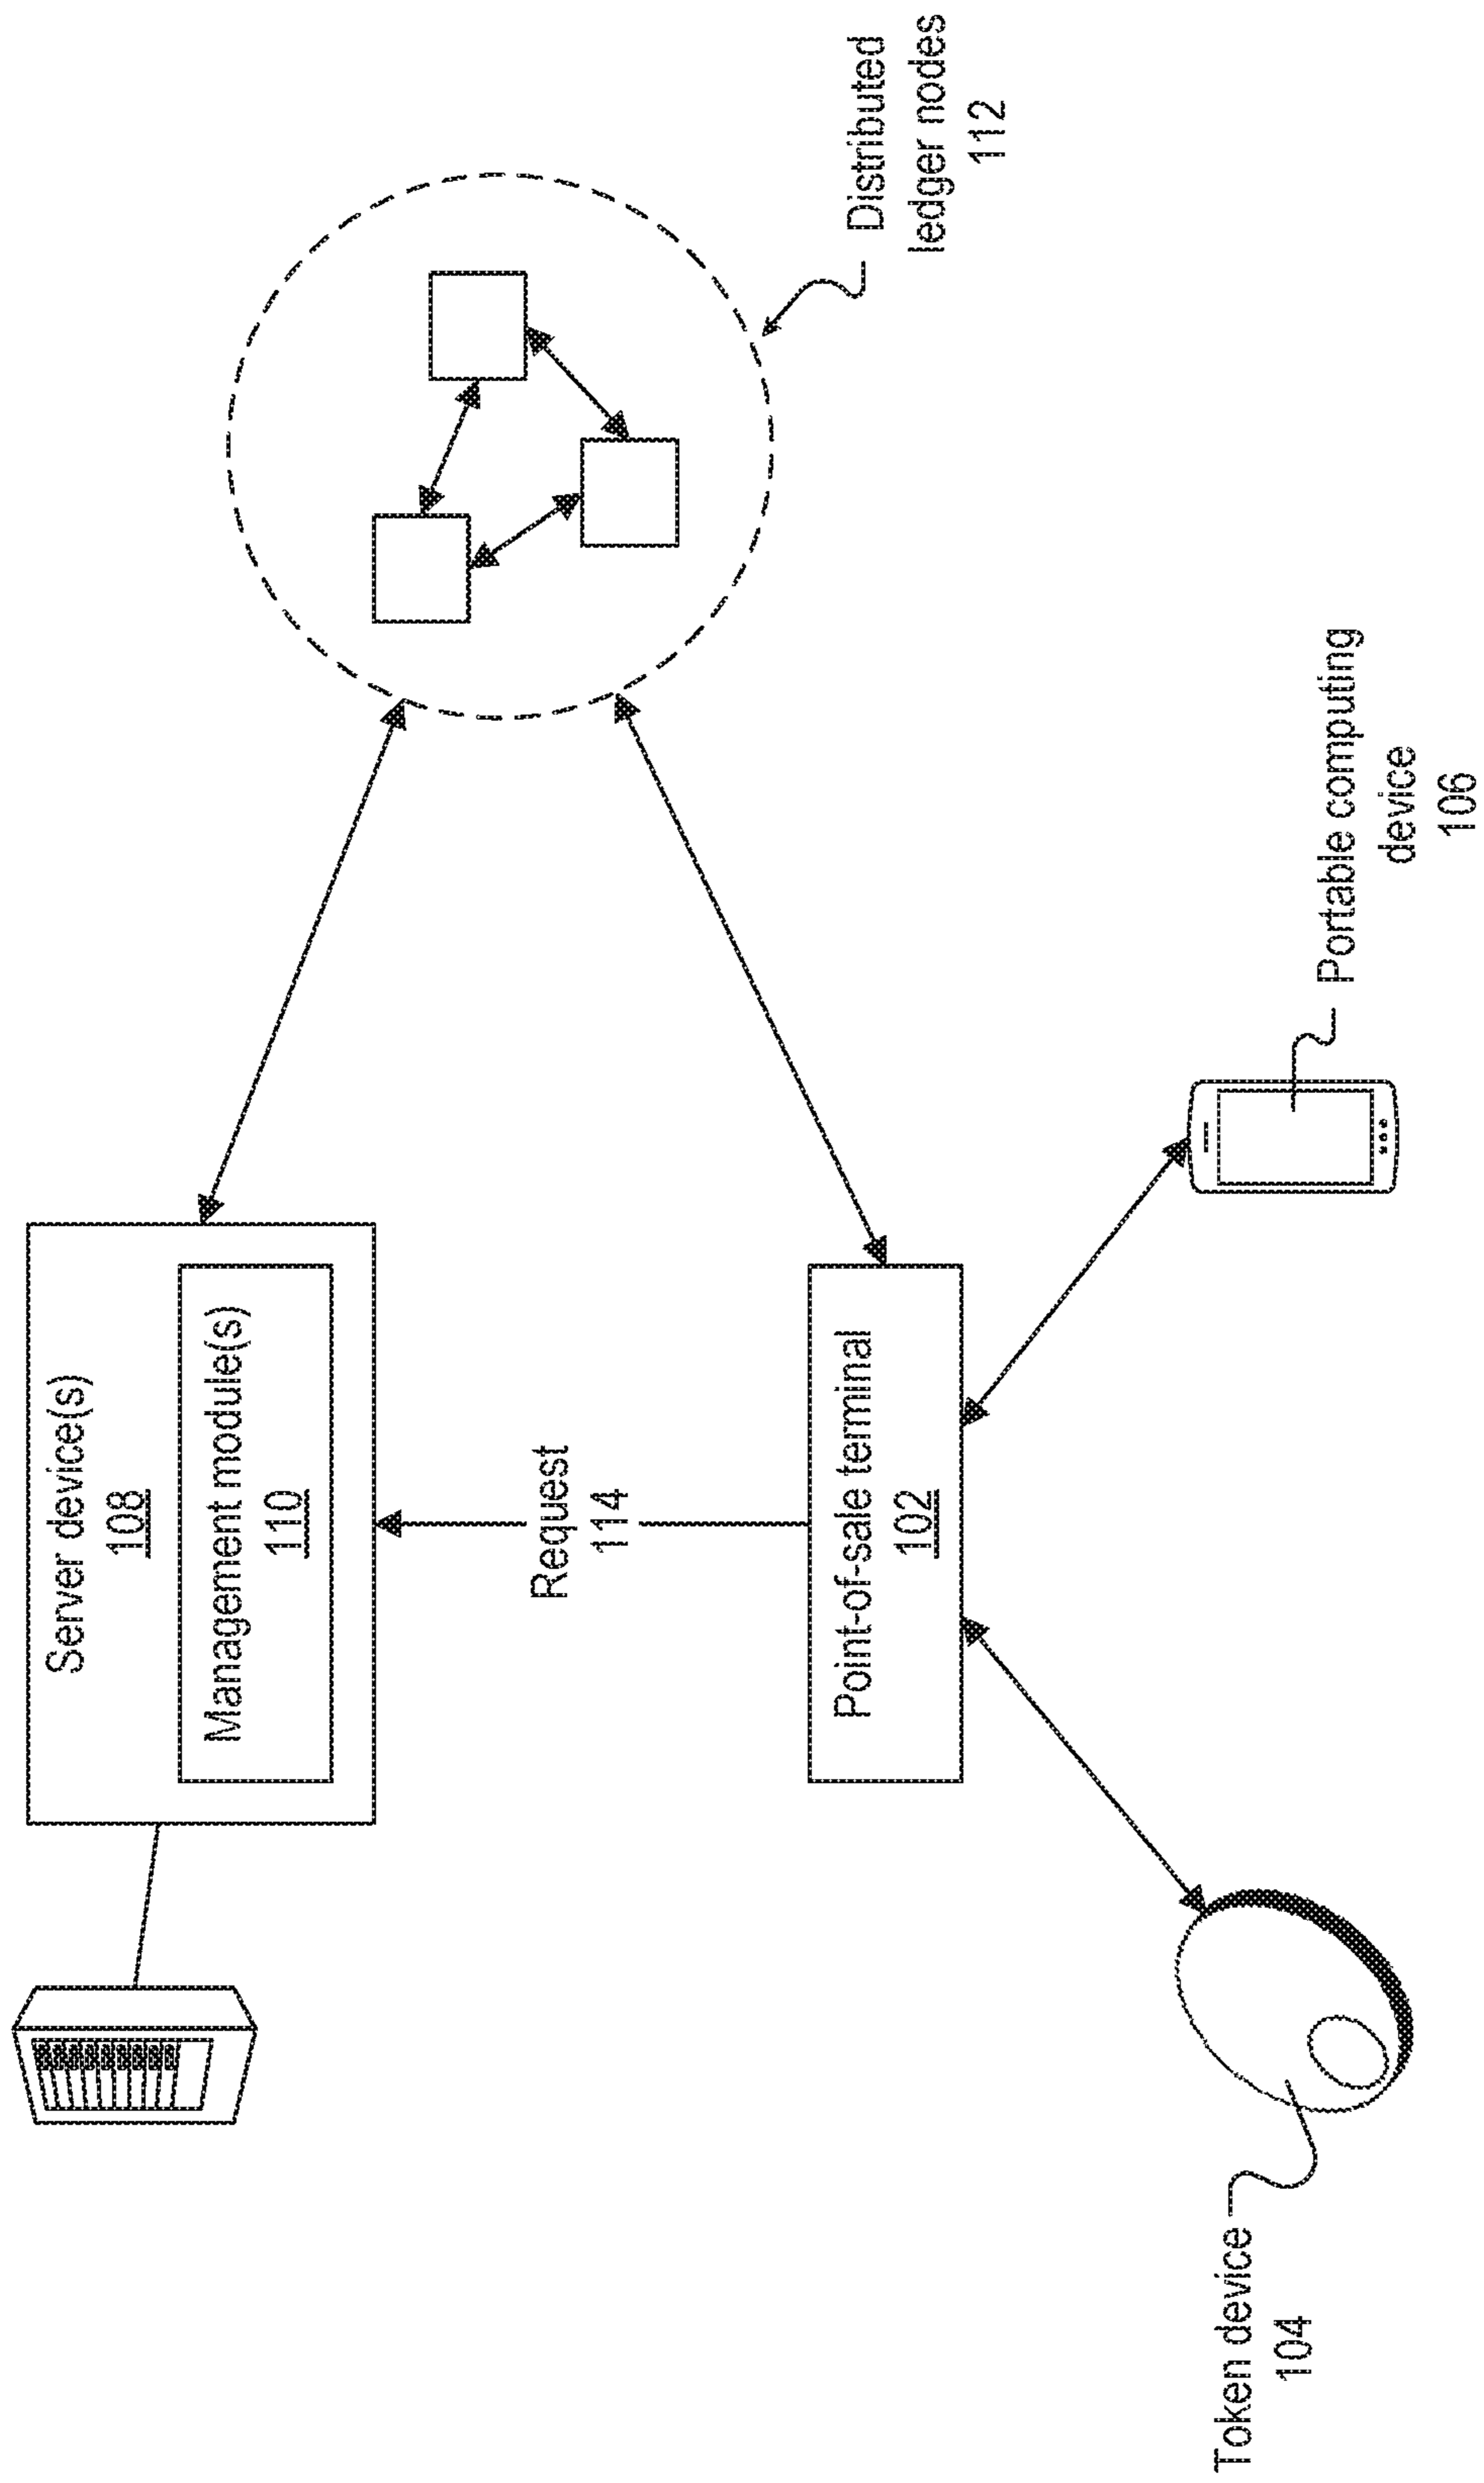 Server device(s)
108
Management module(s)
110
Request
114
Distributed
ledger nodes
112
Point-of-sale terminal
102
Token device
104
Portable computing
device
106